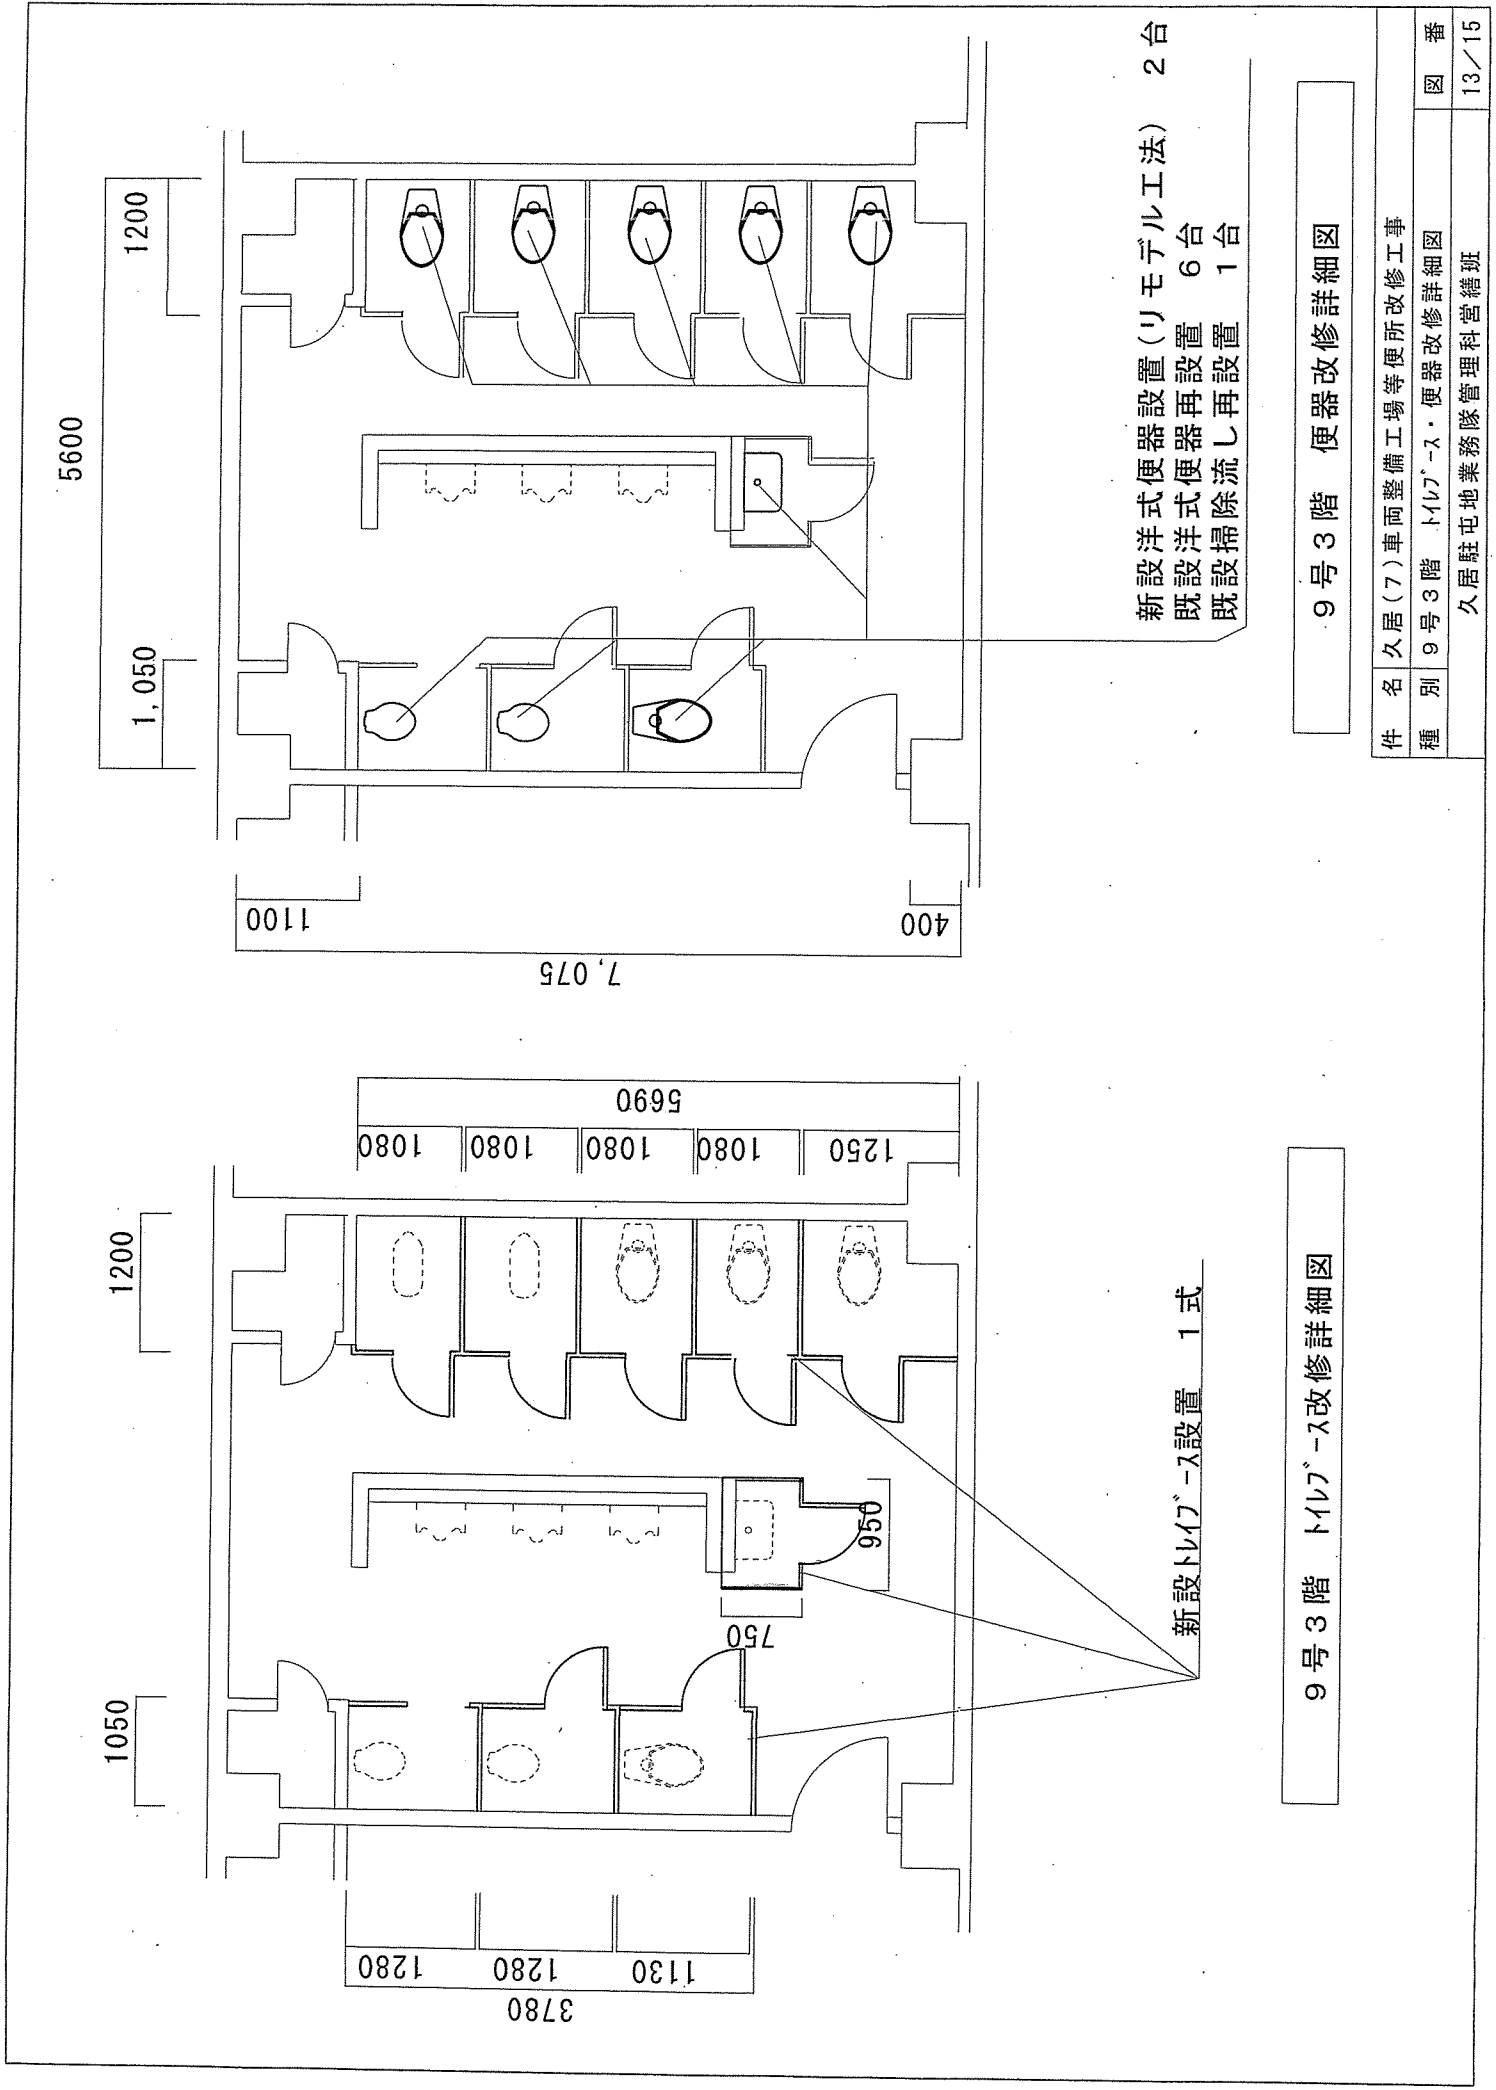 1050
1200
1280
1280
1130
3780
750
950
1080
1080
1080
1080
1250
5690
新設トレイブース設置 1式
9号3階 トイレブース改修詳細図
5600
1,050
1200
1100
7,075
400
新設洋式便器設置(リモデル工法) 2台
既設洋式便器再設置 6台
既設掃除流し再設置 1台
9号3階 便器改修詳細図
件 名 久居(7)車両整備工場等便所改修工事
種 別 9号3階 トイレブース・便器改修詳細図 図 番
久居駐屯地業務隊管理科営繕班 13/15